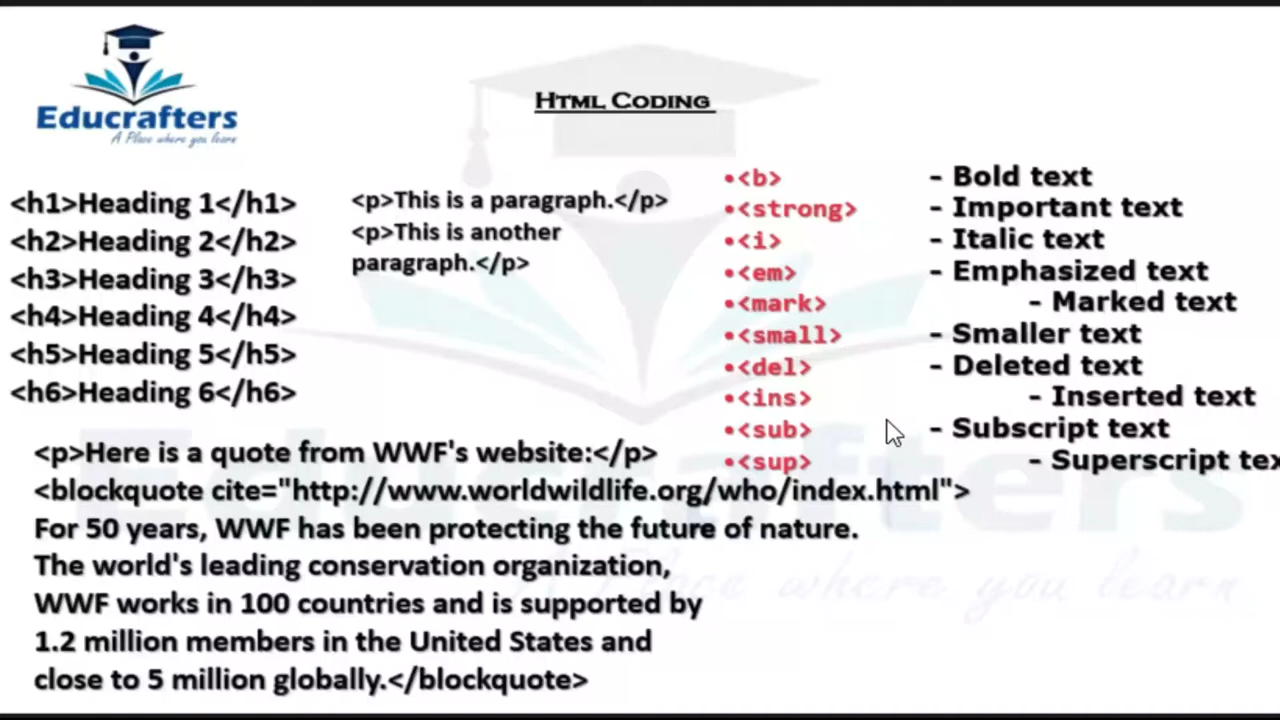 Educrafters
A Place where you learn
HTML CODING
<h1>Heading 1</h1>
<h2>Heading 2</h2>
<h3>Heading 3</h3>
<h4>Heading 4</h4>
<h5>Heading 5</h5>
<h6>Heading 6</h6>
<p>This is a paragraph.</p>
<p>This is another
paragraph.</p>
•<b> - Bold text
•<strong> - Important text
•<i> - Italic text
•<em> - Emphasized text
•<mark> - Marked text
•<small> - Smaller text
•<del> - Deleted text
•<ins> - Inserted text
•<sub> - Subscript text
•<sup> - Superscript tex
<p>Here is a quote from WWF's website:</p>
<blockquote cite="http://www.worldwildlife.org/who/index.html">
For 50 years, WWF has been protecting the future of nature.
The world's leading conservation organization,
WWF works in 100 countries and is supported by
1.2 million members in the United States and
close to 5 million globally.</blockquote>
Educrafters
A Place where you learn